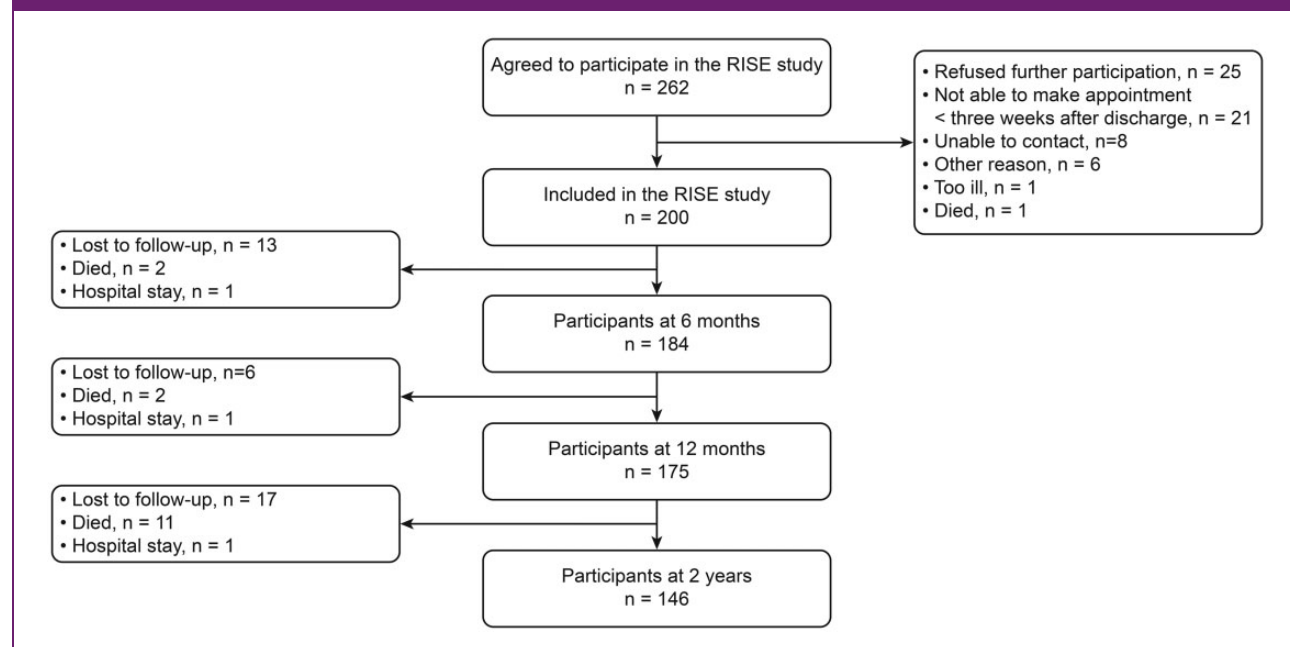 Agreed to participate in the RISE study
n = 262
• Refused further participation, n = 25
• Not able to make appointment
< three weeks after discharge, n = 21
• Unable to contact, n=8
• Other reason, n = 6
• Too ill, n = 1
• Died, n = 1
Included in the RISE study
n = 200
• Lost to follow-up, n = 13
• Died, n = 2
• Hospital stay, n = 1
Participants at 6 months
n = 184
• Lost to follow-up, n=6
• Died, n = 2
• Hospital stay, n = 1
Participants at 12 months
n = 175
• Lost to follow-up, n = 17
• Died, n = 11
• Hospital stay, n = 1
Participants at 2 years
n = 146